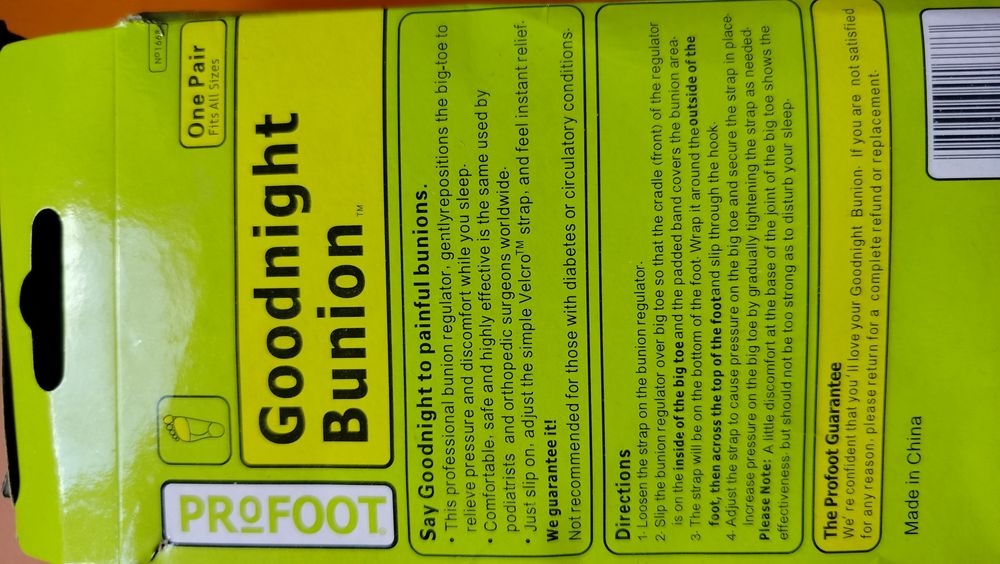 Nº1668
One Pair
Fits All Sizes
PROFOOT
Goodnight
Bunion™
Say Goodnight to painful bunions.
• This professional bunion regulator, gentlyrepositions the big-toe to
relieve pressure and discomfort while you sleep.
• Comfortable, safe and highly effective is the same used by
podiatrists and orthopedic surgeons worldwide.
• Just slip on, adjust the simple Velcro™ strap, and feel instant relief.
We guarantee it!
Not recommended for those with diabetes or circulatory conditions.
Directions
1. Loosen the strap on the bunion regulator.
2. Slip the bunion regulator over big toe so that the cradle (front) of the regulator
is on the inside of the big toe and the padded band covers the bunion area.
3. The strap will be on the bottom of the foot. Wrap it around the outside of the
foot, then across the top of the footand slip through the hook.
4. Adjust the strap to cause pressure on the big toe and secure the strap in place.
Increase pressure on the big toe by gradually tightening the strap as needed.
Please Note: A little discomfort at the base of the joint of the big toe shows the
effectiveness, but should not be too strong as to disturb your sleep.
The Profoot Guarantee
We're confident that you'll love your Goodnight Bunion. If you are not satisfied
for any reason, please return for a complete refund or replacement.
Made in China